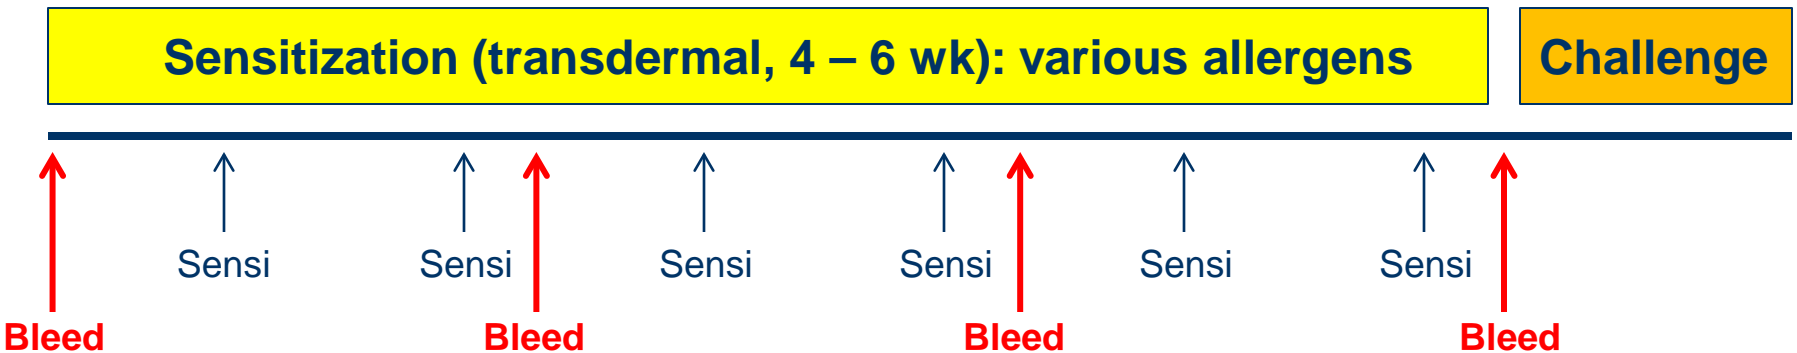 Sensitization (transdermal, 4 – 6 wk): various allergens
Challenge
Sensi Sensi Sensi Sensi Sensi Sensi
Bleed Bleed Bleed Bleed